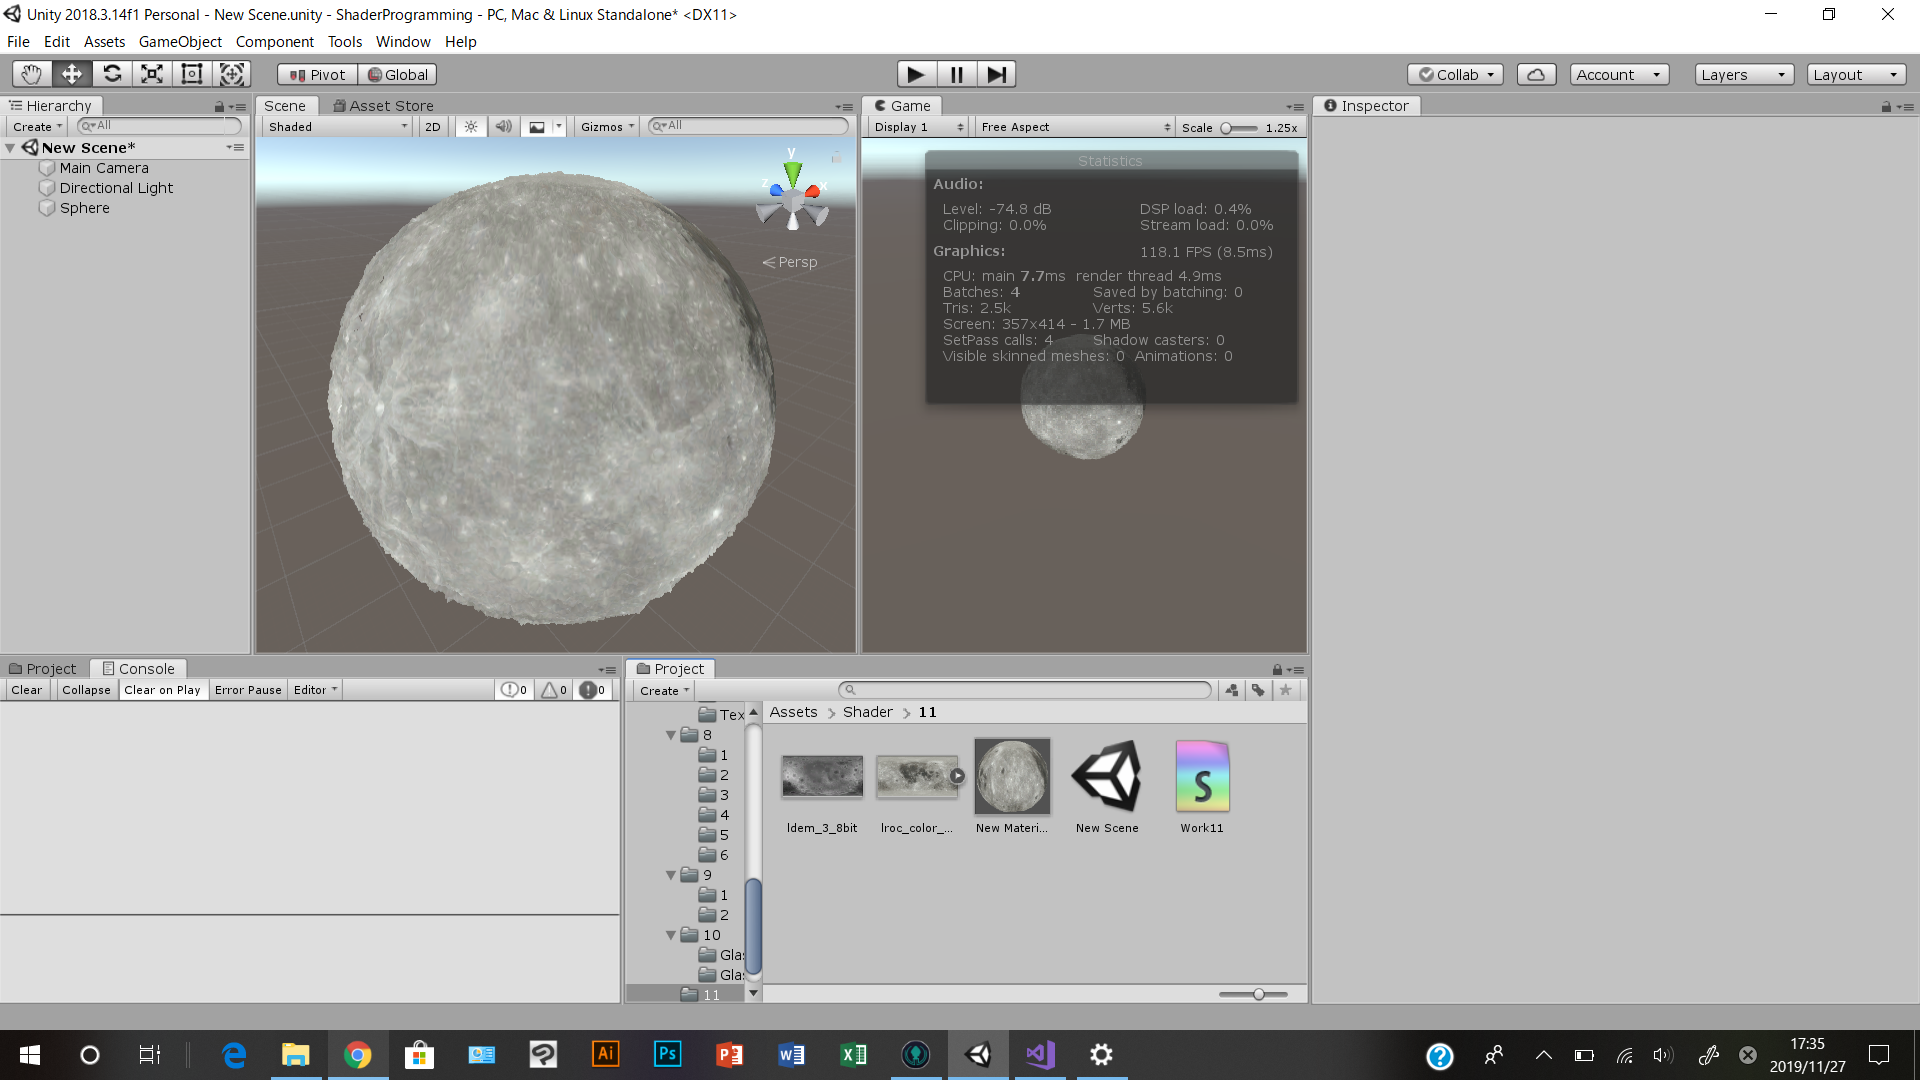 Unity 2018.3.14f1 Personal - New Scene.unity - ShaderProgramming - PC, Mac & Linux Standalone* <DX11>
File Edit Assets GameObject Component Tools Window Help
Pivot Global Collab Account Layers Layout
Hierarchy
Create All
New Scene*
Main Camera
Directional Light
Sphere
Scene Asset Store
Shaded 2D Gizmos All
y
z x
Persp
Game
Display 1 Free Aspect Scale 1.25x
Statistics
Audio:
Level: -74.8 dB DSP load: 0.4%
Clipping: 0.0% Stream load: 0.0%
Graphics: 118.1 FPS (8.5ms)
CPU: main 7.7ms render thread 4.9ms
Batches: 4 Saved by batching: 0
Tris: 2.5k Verts: 5.6k
Screen: 357x414 - 1.7 MB
SetPass calls: 4 Shadow casters: 0
Visible skinned meshes: 0 Animations: 0
Inspector
Project Console
Clear Collapse Clear on Play Error Pause Editor 0 0 0
Project
Create
Tex
8
1
2
3
4
5
6
9
1
2
10
Gla
Gla
11
Assets Shader 11
ldem_3_8bit lroc_color_... New Materi... New Scene Work11
S
Ai Ps
17:35
2019/11/27